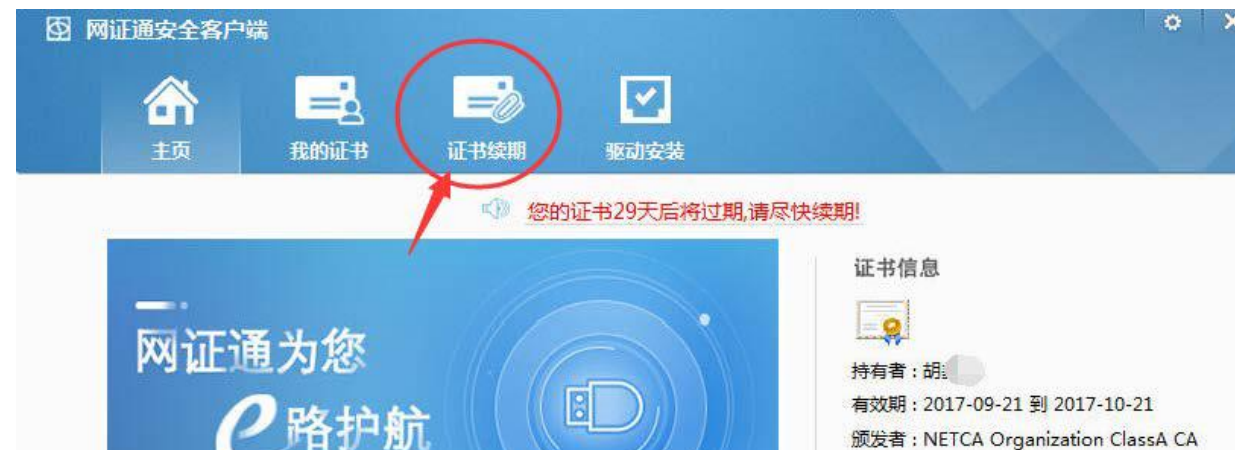 网证通安全客户端
主页 我的证书 证书续期 驱动安装
您的证书29天后将过期,请尽快续期!
证书信息
网证通为您
e路护航
持有者：胡
有效期：2017-09-21 到 2017-10-21
颁发者：NETCA Organization ClassA CA